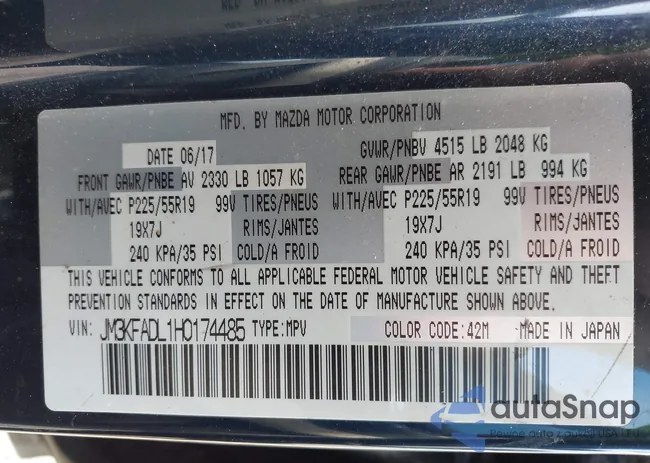 MFD. BY MAZDA MOTOR CORPORATION
DATE 06/17 GVWR/PNBV 4515 LB 2048 KG
FRONT GAWR/PNBE AV 2330 LB 1057 KG REAR GAWR/PNBE AR 2191 LB 994 KG
WITH/AVEC P225/55R19 99V TIRES/PNEUS WITH/AVEC P225/55R19 99V TIRES/PNEUS
19X7J RIMS/JANTES 19X7J RIMS/JANTES
240 KPA/35 PSI COLD/A FROID 240 KPA/35 PSI COLD/A FROID
THIS VEHICLE CONFORMS TO ALL APPLICABLE FEDERAL MOTOR VEHICLE SAFETY AND THEFT
PREVENTION STANDARDS IN EFFECT ON THE DATE OF MANUFACTURE SHOWN ABOVE.
VIN: JM3KFADL1H0174485 TYPE:MPV COLOR CODE:42M MADE IN JAPAN
autoSnap